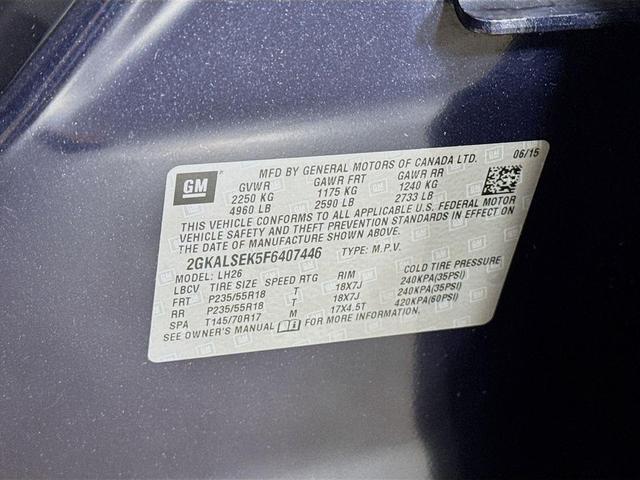 GM
MFD BY GENERAL MOTORS OF CANADA LTD. 06/15
GVWR GAWR FRT GAWR RR
2250 KG 1175 KG 1240 KG
4960 LB 2590 LB 2733 LB
THIS VEHICLE CONFORMS TO ALL APPLICABLE U.S. FEDERAL MOTOR
VEHICLE SAFETY AND THEFT PREVENTION STANDARDS IN EFFECT ON
THE DATE OF MANUFACTURE SHOWN ABOVE.
2GKALSEK5F6407446 TYPE: M.P.V.
MODEL: LH26
LBCV TIRE SIZE SPEED RTG RIM COLD TIRE PRESSURE
FRT P235/55R18 T 18X7J 240KPA(35PSI)
RR P235/55R18 T 18X7J 240KPA(35PSI)
SPA T145/70R17 M 17X4.5T 420KPA(60PSI)
SEE OWNER'S MANUAL FOR MORE INFORMATION.